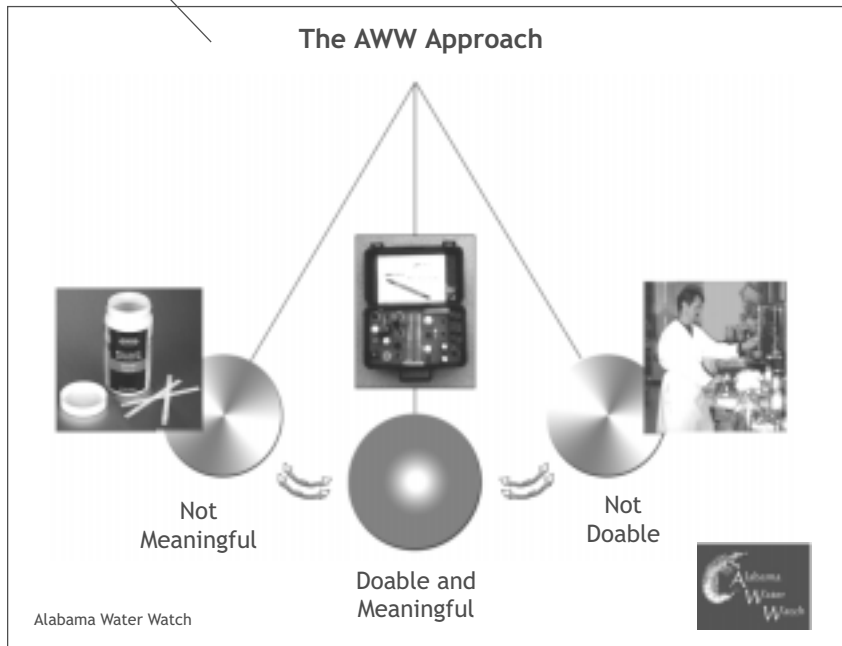 The AWW Approach
Not
Meaningful
Doable and
Meaningful
Not
Doable
Alabama Water Watch
Alabama
Water
Watch